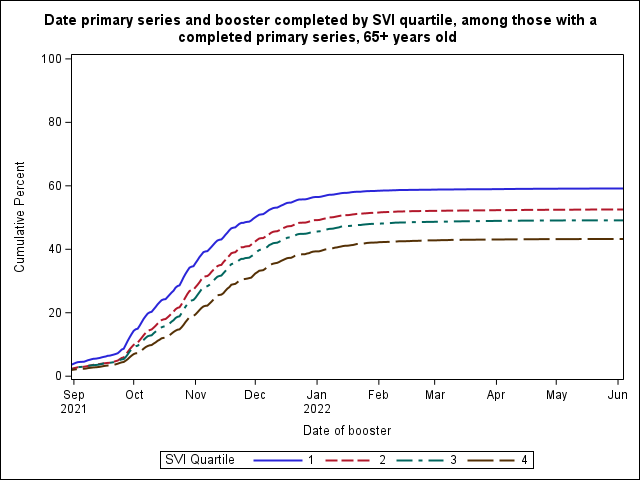 Date primary series and booster completed by SVI quartile, among those with a
completed primary series, 65+ years old
100
80
60
40
20
0
Cumulative Percent
Sep Oct Nov Dec Jan Feb Mar Apr May Jun
2021 2022
Date of booster
SVI Quartile 1 2 3 4